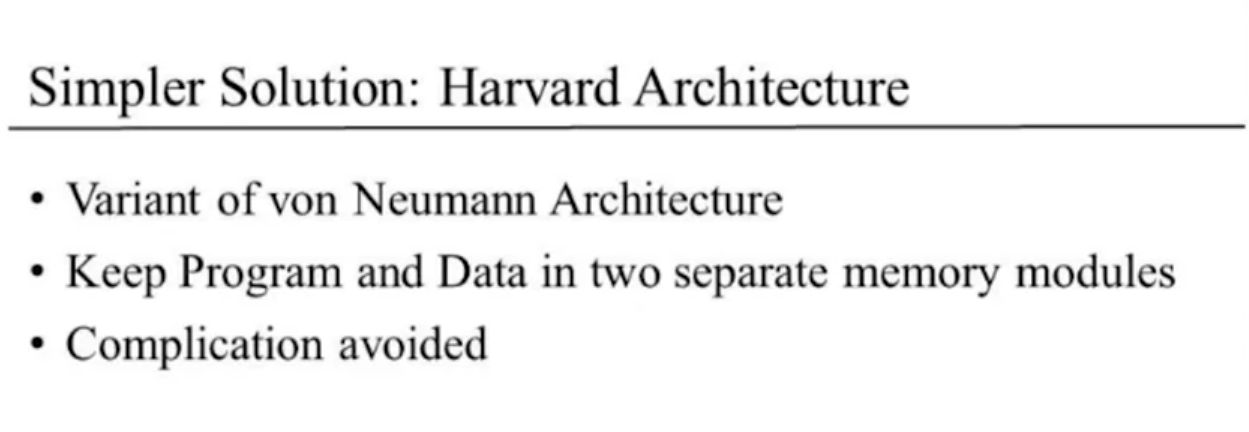 Simpler Solution: Harvard Architecture
• Variant of von Neumann Architecture
• Keep Program and Data in two separate memory modules
• Complication avoided